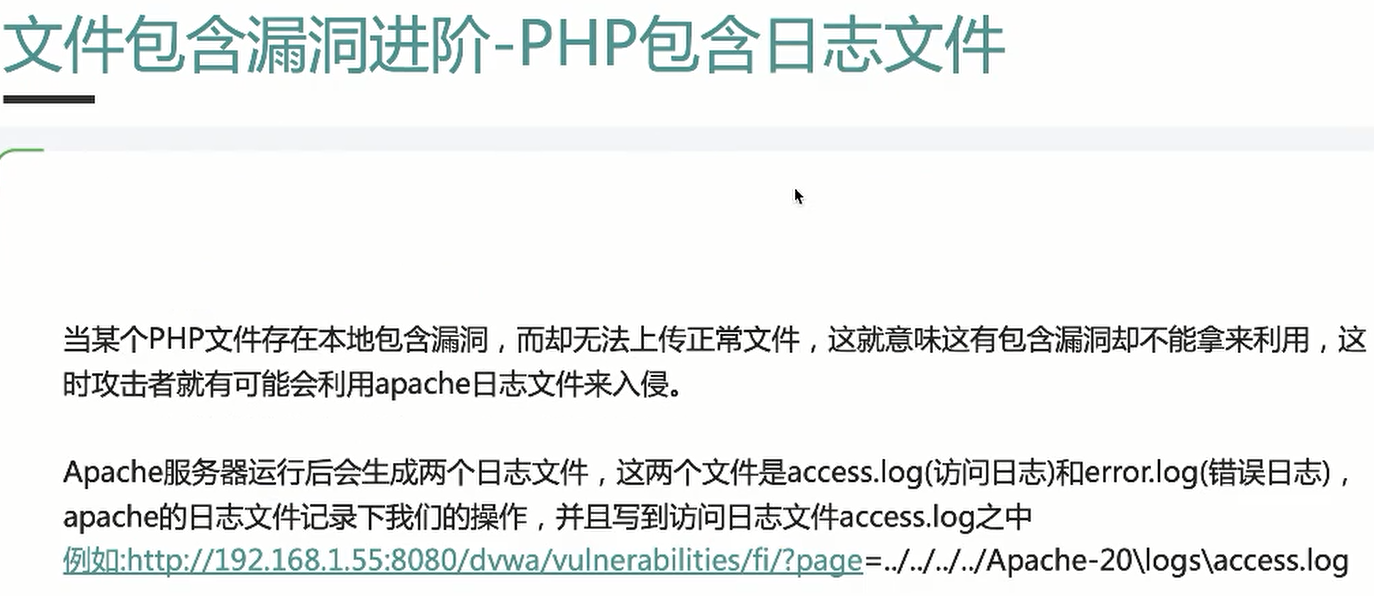 文件包含漏洞进阶-PHP包含日志文件
当某个PHP文件存在本地包含漏洞，而却无法上传正常文件，这就意味这有包含漏洞却不能拿来利用，这
时攻击者就有可能会利用apache日志文件来入侵。
Apache服务器运行后会生成两个日志文件，这两个文件是access.log(访问日志)和error.log(错误日志)，
apache的日志文件记录下我们的操作，并且写到访问日志文件access.log之中
例如:http://192.168.1.55:8080/dvwa/vulnerabilities/fi/?page=../../../../Apache-20\logs\access.log